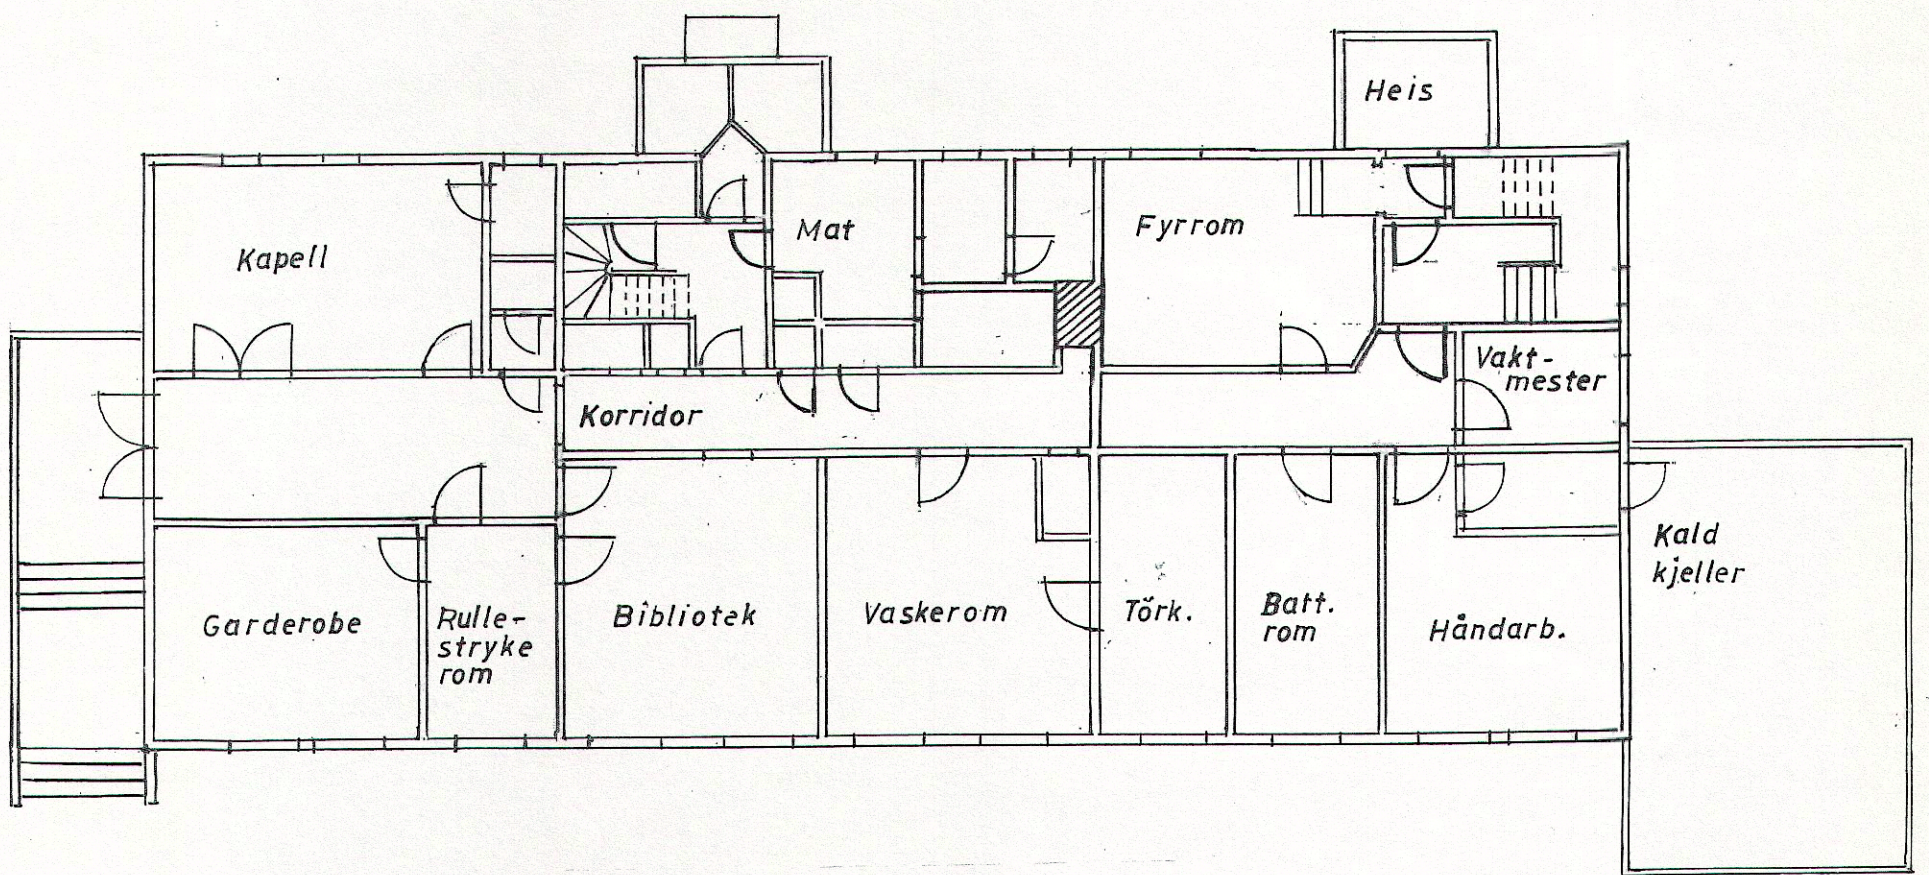 Heis
Kapell
Mat
Fyrrom
Vakt-
mester
Korridor
Garderobe
Rulle-
stryke
rom
Bibliotek
Vaskerom
Törk.
Batt.
rom
Håndarb.
Kald
kjeller